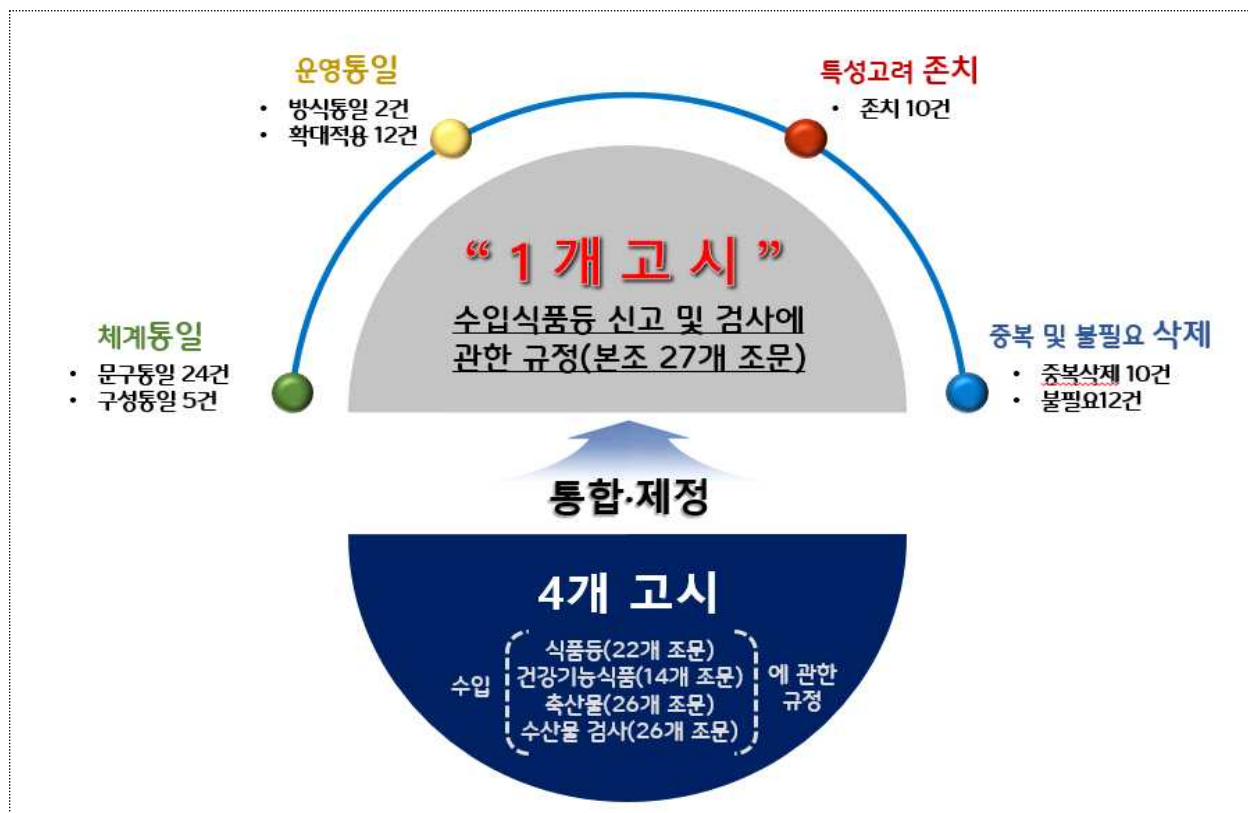 운영통일
• 방식통일 2건
• 확대적용 12건
특성고려 존치
• 존치 10건
체계통일
• 문구통일 24건
• 구성통일 5건
“ 1 개 고 시 ”
수입식품등 신고 및 검사에
관한 규정(본조 27개 조문)
중복 및 불필요 삭제
• 중복삭제 10건
• 불필요12건
통합·제정
4개 고시
수입
식품등(22개 조문)
건강기능식품(14개 조문)
축산물(26개 조문)
수산물 검사(26개 조문)
에 관한
규정